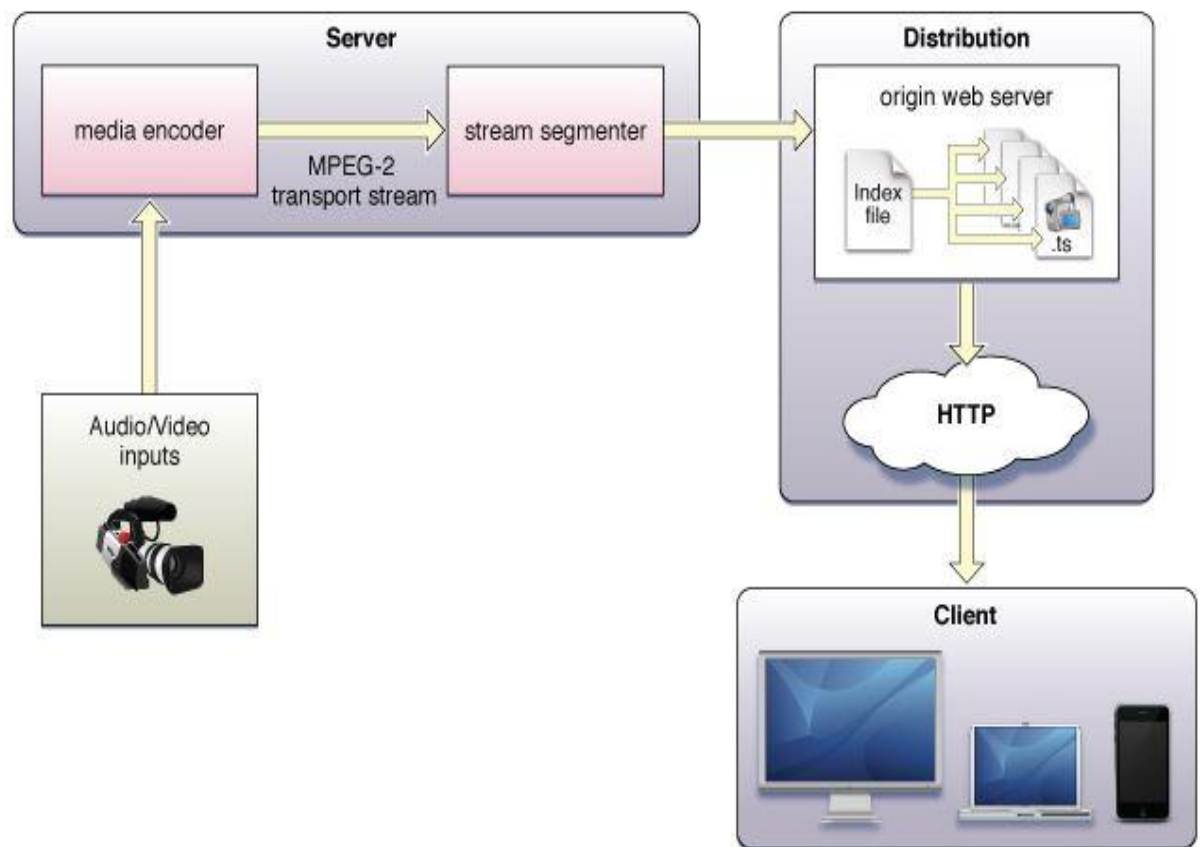 Server
media encoder
MPEG-2
transport stream
stream segmenter
Distribution
origin web server
Index
file
.ts
HTTP
Audio/Video
inputs
Client